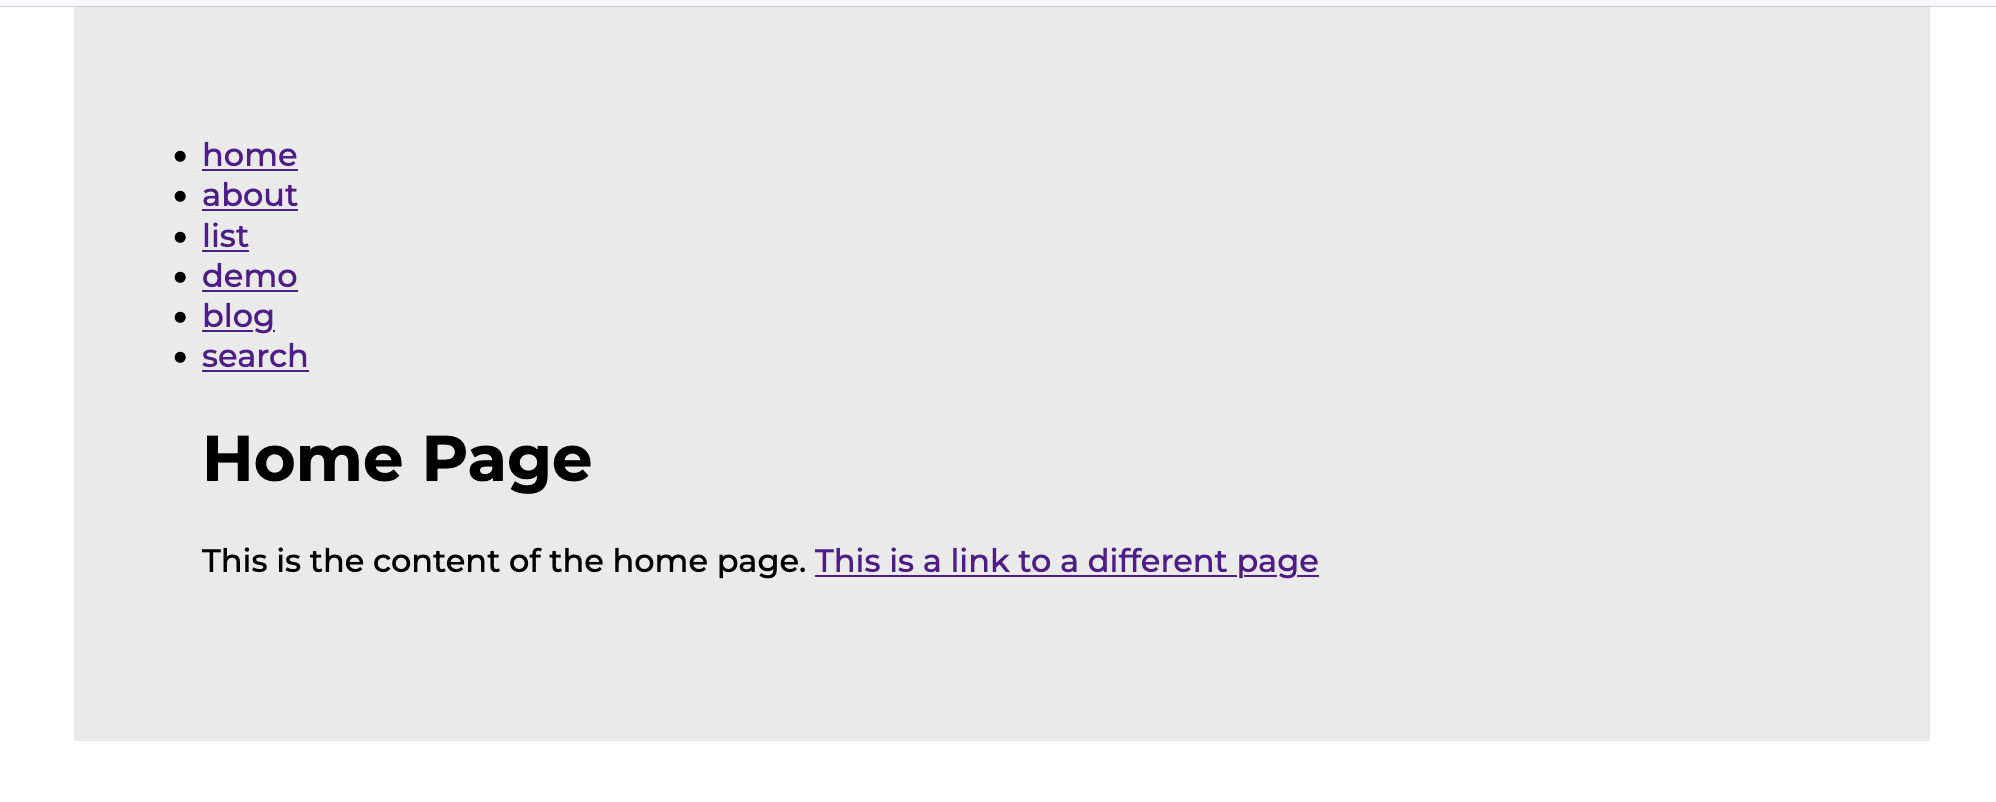 home
about
list
demo
blog
search
Home Page
This is the content of the home page. This is a link to a different page